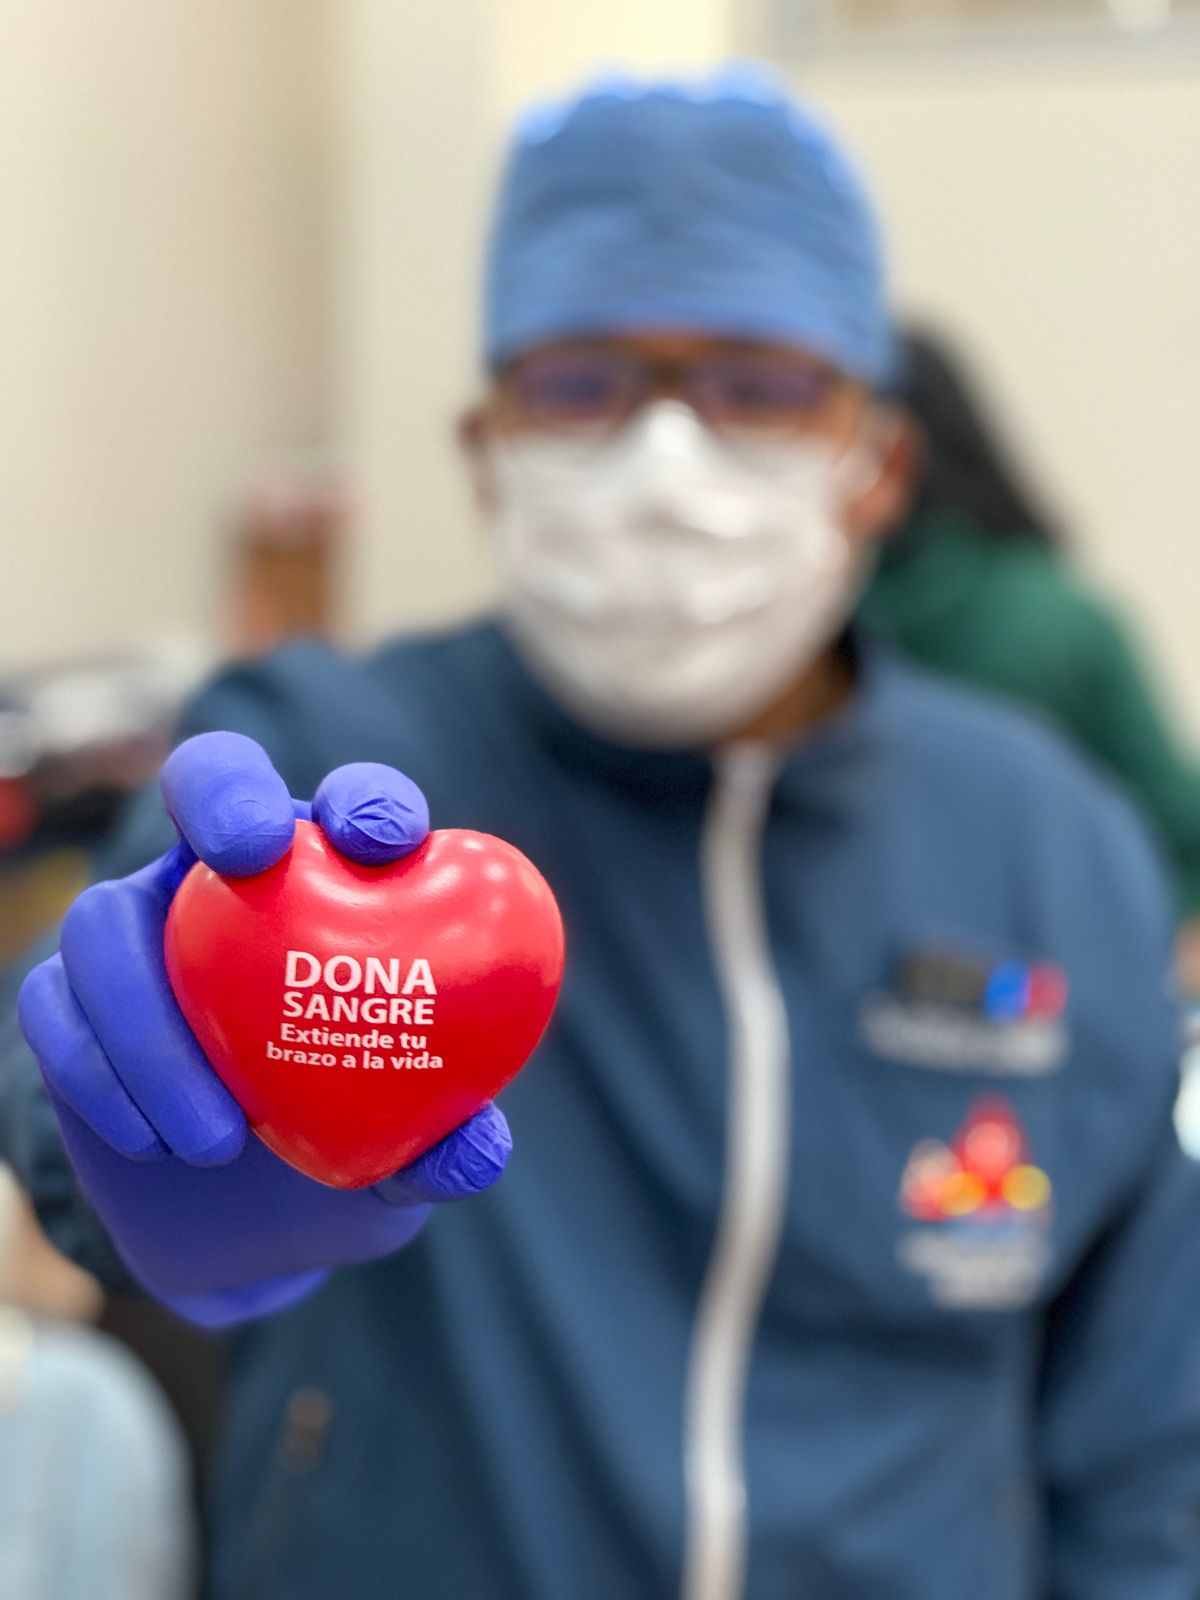 DONA
SANGRE
Extiende tu
brazo a la vida